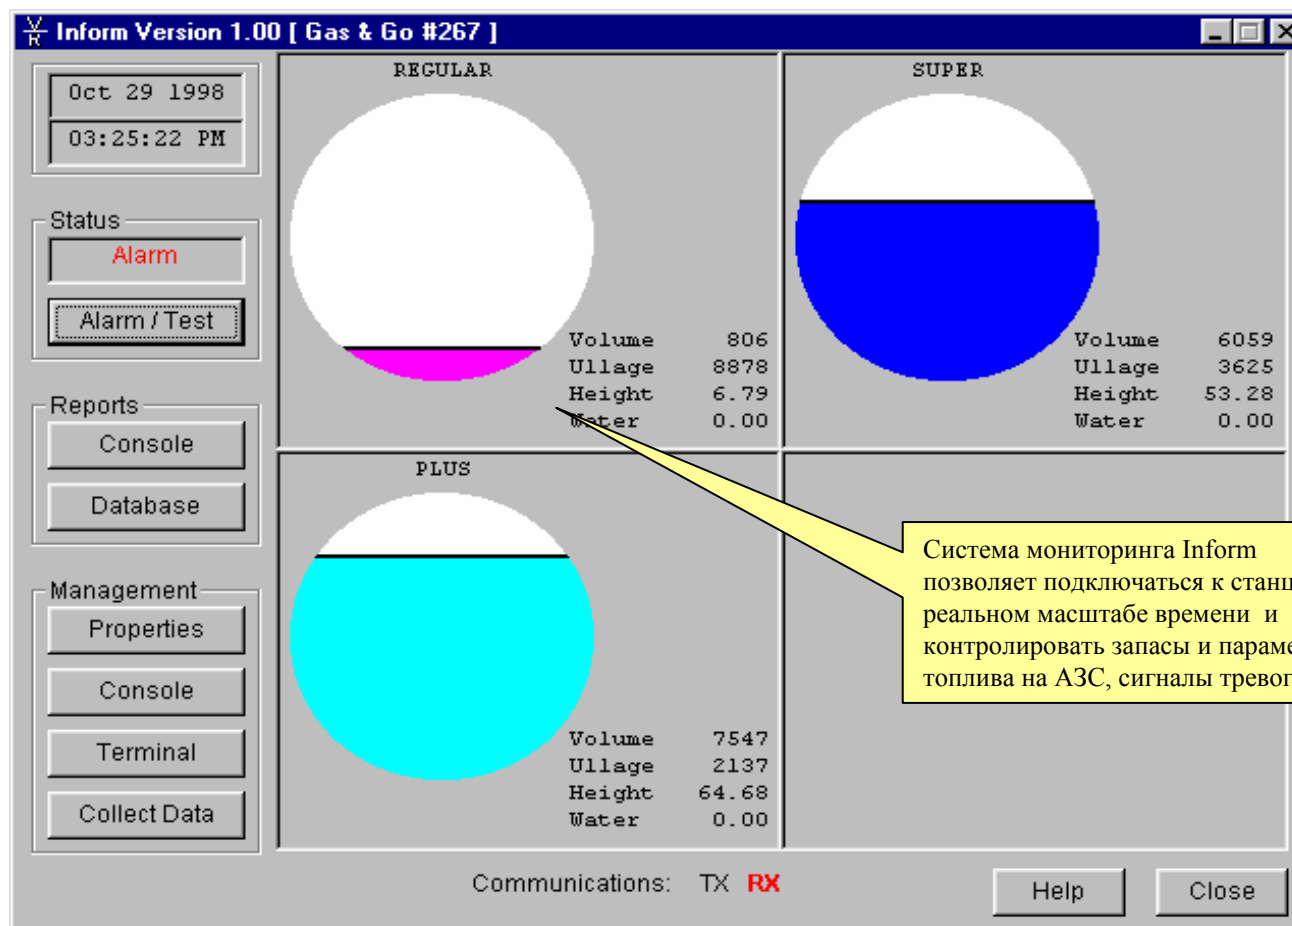 Inform Version 1.00 [ Gas & Go #267 ]
Oct 29 1998
03:25:22 PM
Status
Alarm
Alarm / Test
Reports
Console
Database
Management
Properties
Console
Terminal
Collect Data
REGULAR
Volume 806
Ullage 8878
Height 6.79
Water 0.00
SUPER
Volume 6059
Ullage 3625
Height 53.28
Water 0.00
PLUS
Volume 7547
Ullage 2137
Height 64.68
Water 0.00
Система мониторинга Inform
позволяет подключаться к
реальном масштабе времени и
контролировать запасы и
топлива на АЗС, сигналы
Communications: TX RX
Help
Close